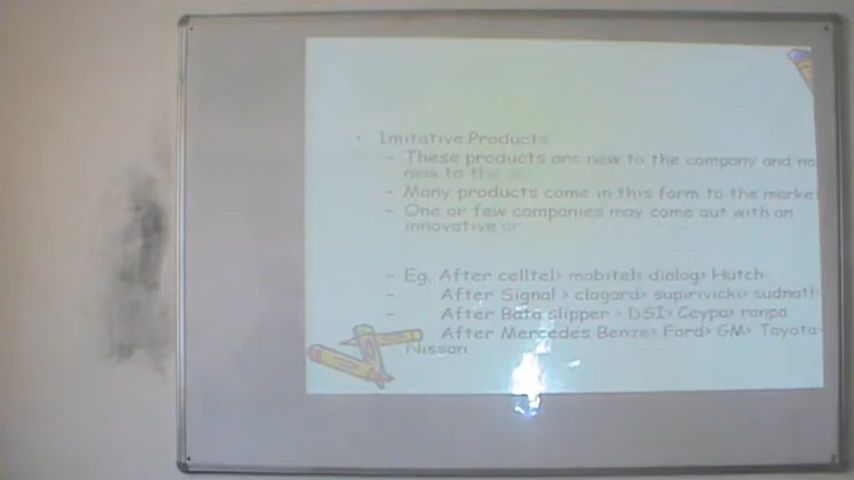 • Imitative Products
– These products are new to the company and no
new to the
– Many products come in this form to the market
– One or few companies may come out with an
innovative or
– Eg. After celltel> mobitel> dialog> Hutch
– After Signal > clogard> supirivicki> sudnath
– After Bata slipper > DSI> Ceypa> ranpa
After Mercedes Benze> Ford> GM> Toyota>
Nissan